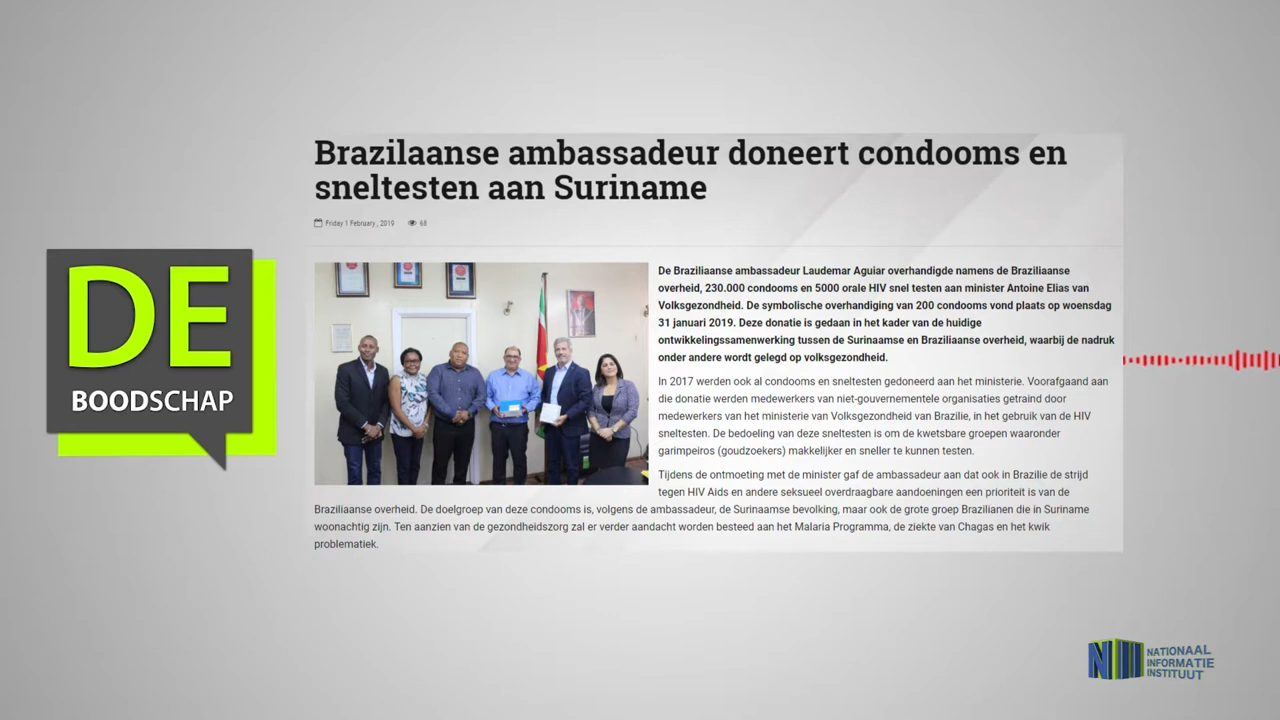 Brazilaanse ambassadeur doneert condooms en
sneltesten aan Suriname
Friday 1 February , 2019 68
DE
BOODSCHAP
De Braziliaanse ambassadeur Laudemar Aguiar overhandigde namens de Braziliaanse
overheid, 230.000 condooms en 5000 orale HIV snel testen aan minister Antoine Elias van
Volksgezondheid. De symbolische overhandiging van 200 condooms vond plaats op woensdag
31 januari 2019. Deze donatie is gedaan in het kader van de huidige
ontwikkelingssamenwerking tussen de Surinaamse en Braziliaanse overheid, waarbij de nadruk
onder andere wordt gelegd op volksgezondheid.
In 2017 werden ook al condooms en sneltesten gedoneerd aan het ministerie. Voorafgaand aan
die donatie werden medewerkers van niet-gouvernementele organisaties getraind door
medewerkers van het ministerie van Volksgezondheid van Brazilie, in het gebruik van de HIV
sneltesten. De bedoeling van deze sneltesten is om de kwetsbare groepen waaronder
garimpeiros (goudzoekers) makkelijker en sneller te kunnen testen.
Tijdens de ontmoeting met de minister gaf de ambassadeur aan dat ook in Brazilie de strijd
tegen HIV Aids en andere seksueel overdraagbare aandoeningen een prioriteit is van de
Braziliaanse overheid. De doelgroep van deze condooms is, volgens de ambassadeur, de Surinaamse bevolking, maar ook de grote groep Brazilianen die in Suriname
woonachtig zijn. Ten aanzien van de gezondheidszorg zal er verder aandacht worden besteed aan het Malaria Programma, de ziekte van Chagas en het kwik
problematiek.
NII
NATIONAAL
INFORMATIE
INSTITUUT